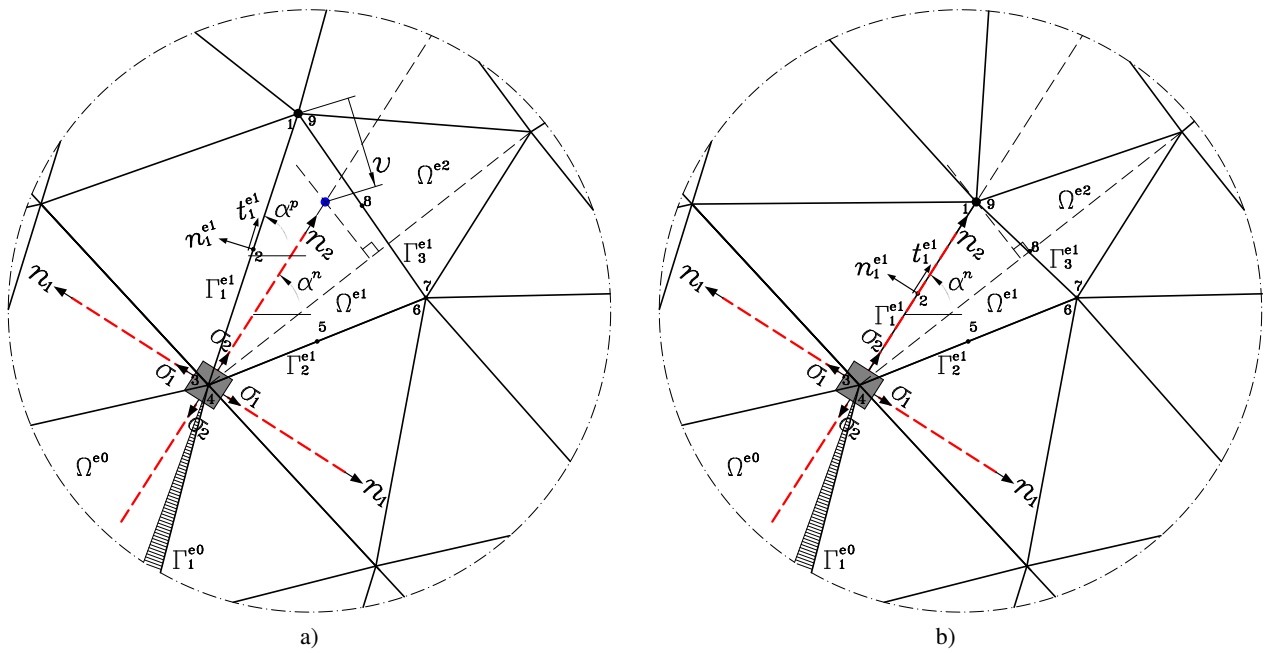 1 9
υ
Ω^e2
8
t_1^e1 α^p
n_1^e1
2
n_2
Γ_3^e1
n_1
α^n
Γ_1^e1
Ω^e1
7
6
5
σ_2
Γ_2^e1
σ_1
3
σ_1
4
σ_2
n_1
Ω^e0
Γ_1^e0
a)
1 9
Ω^e2
n_2
t_1^e1
8
Γ_3^e1
n_1^e1
n_1
α^n
2
Ω^e1
Γ_1^e1
7
6
5
σ_2
Γ_2^e1
σ_1
3
σ_1
4
σ_2
n_1
Ω^e0
Γ_1^e0
b)